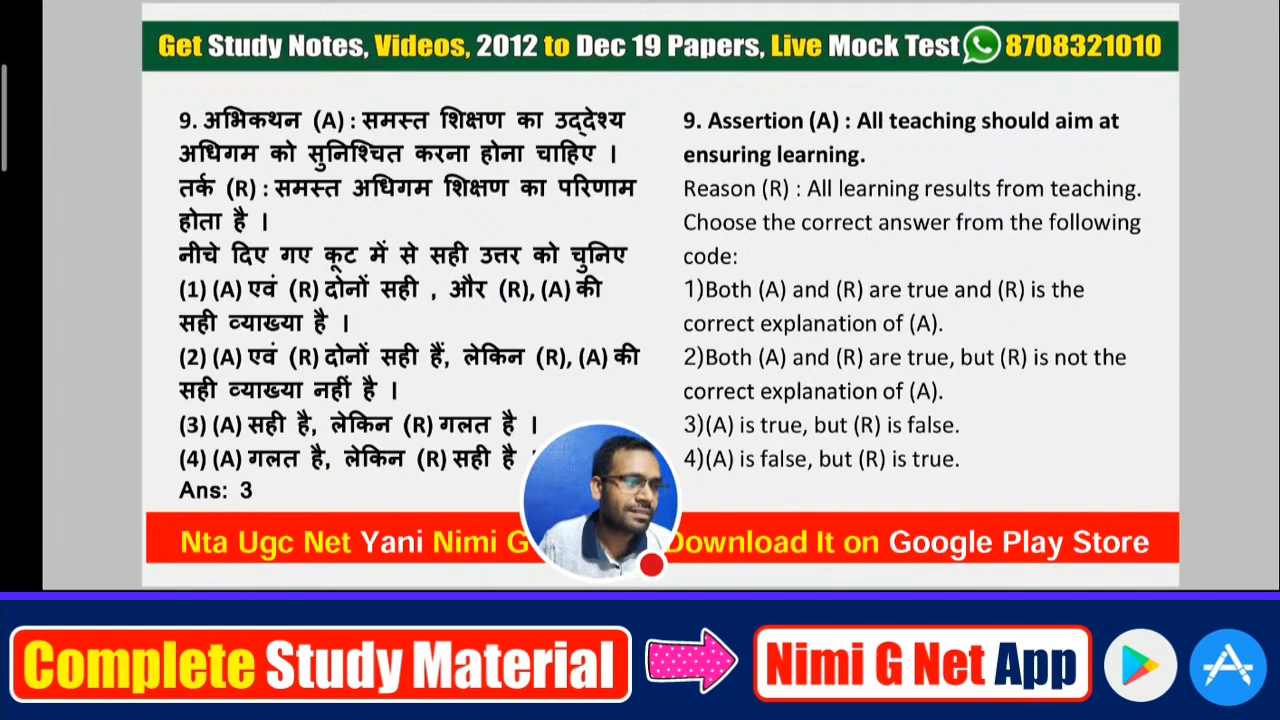 Get Study Notes, Videos, 2012 to Dec 19 Papers, Live Mock Test 8708321010
9. अभिकथन (A) : समस्त शिक्षण का उद्देश्य
अधिगम को सुनिश्चित करना होना चाहिए ।
तर्क (R) : समस्त अधिगम शिक्षण का परिणाम
होता है ।
नीचे दिए गए कूट में से सही उत्तर को चुनिए
(1) (A) एवं (R) दोनों सही , और (R), (A) की
सही व्याख्या है ।
(2) (A) एवं (R) दोनों सही हैं, लेकिन (R), (A) की
सही व्याख्या नहीं है ।
(3) (A) सही है, लेकिन (R) गलत है ।
(4) (A) गलत है, लेकिन (R) सही है
Ans: 3
9. Assertion (A) : All teaching should aim at
ensuring learning.
Reason (R) : All learning results from teaching.
Choose the correct answer from the following
code:
1)Both (A) and (R) are true and (R) is the
correct explanation of (A).
2)Both (A) and (R) are true, but (R) is not the
correct explanation of (A).
3)(A) is true, but (R) is false.
4)(A) is false, but (R) is true.
Nta Ugc Net Yani Nimi G Download It on Google Play Store
Complete Study Material Nimi G Net App